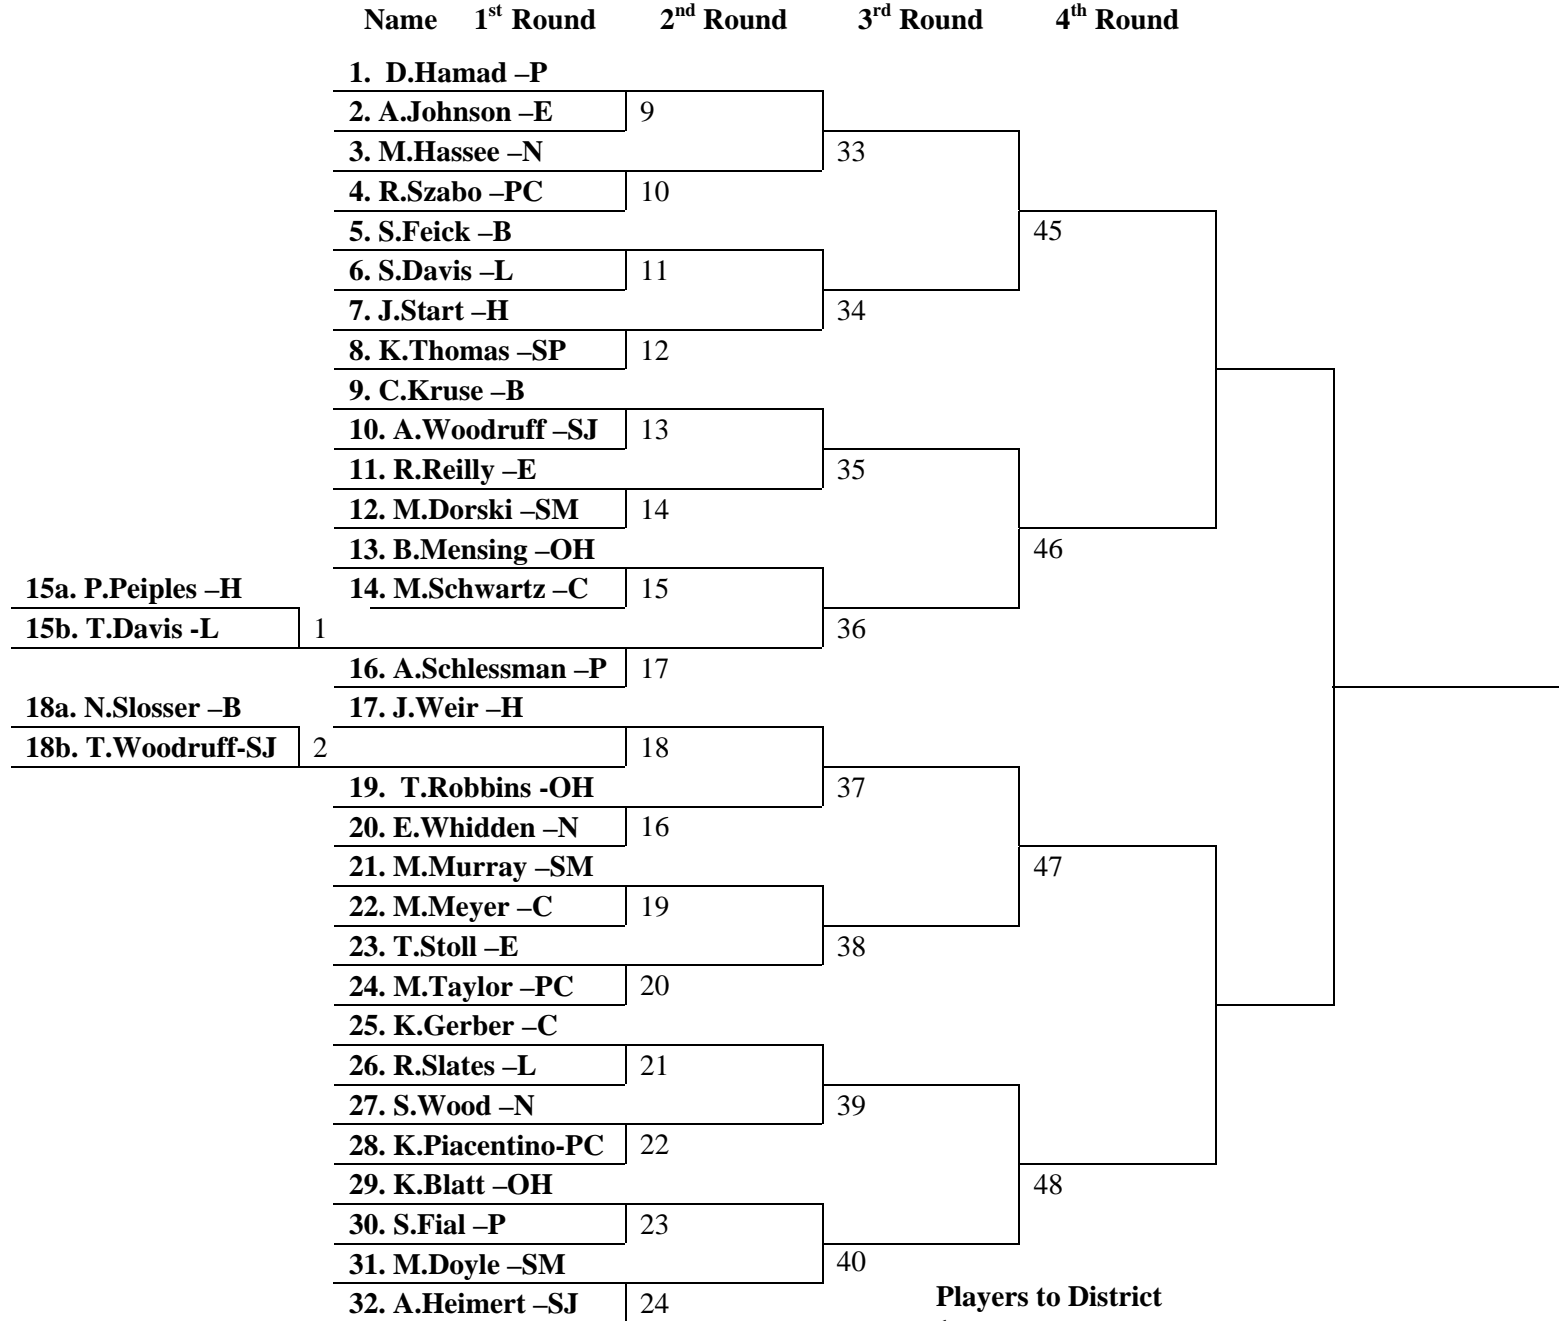 Name 1st Round 2nd Round 3rd Round 4th Round
1. D.Hamad –P
2. A.Johnson –E 9
3. M.Hassee –N 33
4. R.Szabo –PC 10
5. S.Feick –B 45
6. S.Davis –L 11
7. J.Start –H 34
8. K.Thomas –SP 12
9. C.Kruse –B
10. A.Woodruff –SJ 13
11. R.Reilly –E 35
12. M.Dorski –SM 14
13. B.Mensing –OH 46
15a. P.Peiples –H 14. M.Schwartz –C 15
15b. T.Davis -L 1 36
16. A.Schlessman –P 17
18a. N.Slosser –B 17. J.Weir –H
18b. T.Woodruff-SJ 2 18
19. T.Robbins -OH 37
20. E.Whidden –N 16
21. M.Murray –SM 47
22. M.Meyer –C 19
23. T.Stoll –E 38
24. M.Taylor –PC 20
25. K.Gerber –C
26. R.Slates –L 21
27. S.Wood –N 39
28. K.Piacentino-PC 22
29. K.Blatt –OH 48
30. S.Fial –P 23
31. M.Doyle –SM 40
32. A.Heimert –SJ 24 Players to District